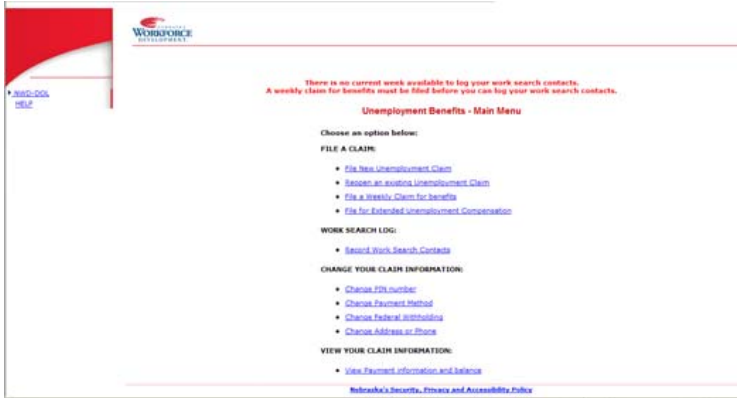 NEBRASKA
WORKFORCE
DEVELOPMENT
NWD-DOL
HELP
There is no current week available to log your work search contacts.
A weekly claim for benefits must be filed before you can log your work search contacts.
Unemployment Benefits - Main Menu
Choose an option below:
FILE A CLAIM:
File New Unemployment Claim
Reopen an existing Unemployment Claim
File a Weekly Claim for benefits
File for Extended Unemployment Compensation
WORK SEARCH LOG:
Record Work Search Contacts
CHANGE YOUR CLAIM INFORMATION:
Change PIN number
Change Payment Method
Change Federal Withholding
Change Address or Phone
VIEW YOUR CLAIM INFORMATION:
View Payment information and balance
Nebraska's Security, Privacy and Accessibility Policy